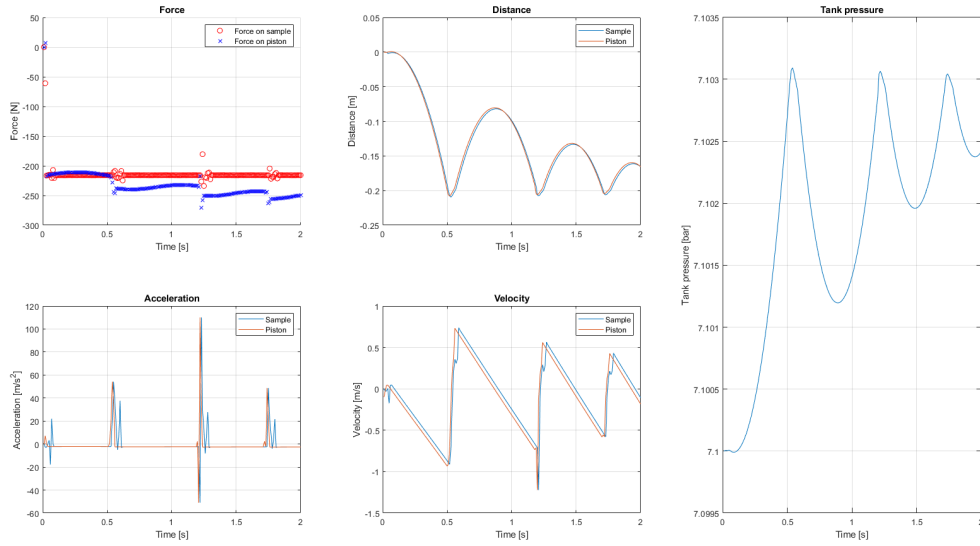 Force
50
0
-50
-100
-150
-200
-250
-300
Force [N]
0
0.5
1
1.5
2
Time [s]
Force on sample
Force on piston
Distance
0.05
0
-0.05
-0.1
-0.15
-0.2
-0.25
Distance [m]
0
0.5
1
1.5
2
Time [s]
Sample
Piston
Tank pressure
7.1035
7.103
7.1025
7.102
7.1015
7.101
7.1005
7.1
7.0995
Tank pressure [bar]
0
0.5
1
1.5
2
Time [s]
Acceleration
120
100
80
60
40
20
0
-20
-40
-60
Acceleration [m/s²]
0
0.5
1
1.5
2
Time [s]
Sample
Piston
Velocity
1
0.5
0
-0.5
-1
-1.5
Velocity [m/s]
0
0.5
1
1.5
2
Time [s]
Sample
Piston